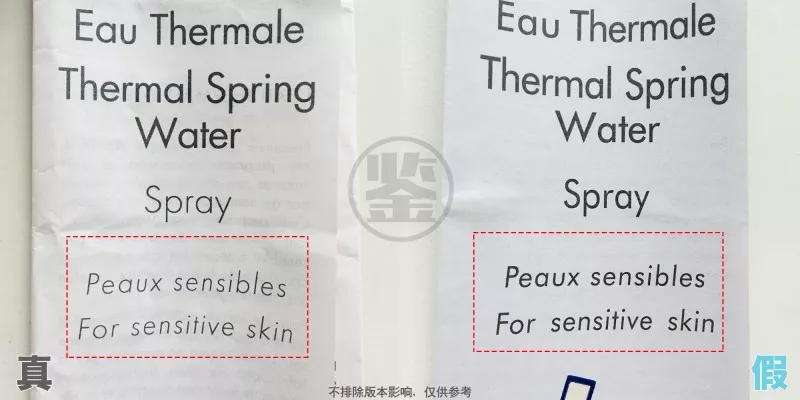 Eau Thermale
Thermal Spring
Water
Spray
Peaux sensibles
For sensitive skin
真
Eau Thermale
Thermal Spring
Water
Spray
Peaux sensibles
For sensitive skin
假
鉴
不排除版本影响，仅供参考